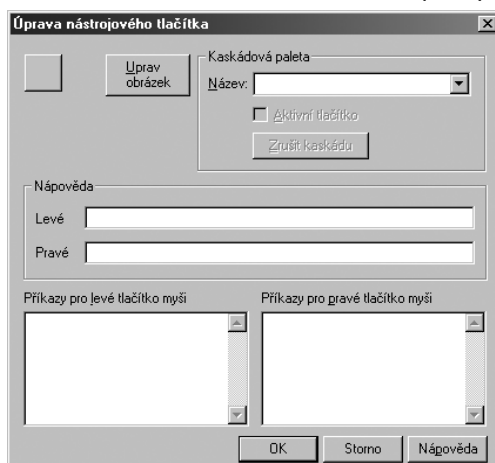 Úprava nástrojového tlačítka
Uprav
obrázek
Kaskádová paleta
Název:
Aktivní tlačítko
Zrušit kaskádu
Nápověda
Levé
Pravé
Příkazy pro levé tlačítko myši
Příkazy pro pravé tlačítko myši
OK
Storno
Nápověda